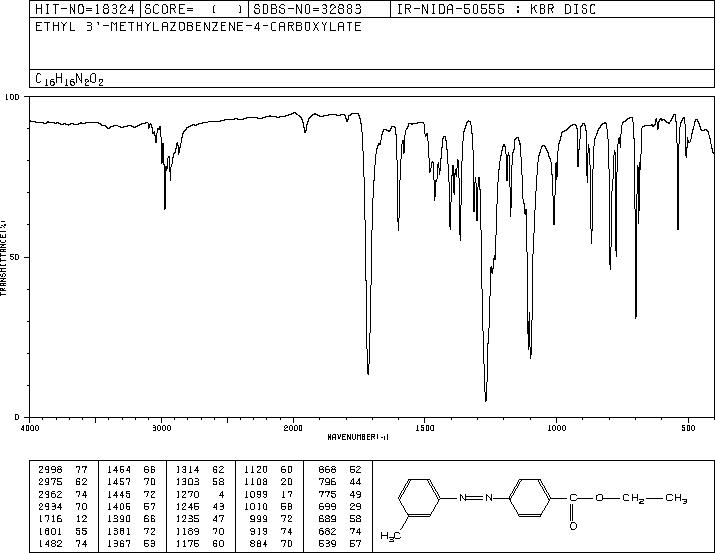 HIT-NO=18324 SCORE= ( ) SDBS-NO=32883 IR-NIDA-50555 : KBR DISC
ETHYL 3'-METHYLAZOBENZENE-4-CARBOXYLATE
C16H16N2O2
100
50
0
TRANSMITTANCE(%)
4000 3000 2000 1500 1000 500
WAVENUMBER(-1)
2998 77 1464 66 1314 62 1120 60 868 52
2975 62 1457 70 1303 58 1108 20 796 44
2962 74 1445 72 1270 4 1099 17 775 49
2934 70 1405 57 1245 43 1010 58 699 29
1716 12 1390 66 1235 47 999 72 689 58
1601 55 1381 72 1189 70 919 74 682 74
1482 74 1367 53 1175 60 884 70 539 57
N=N C O CH2 CH3
H3C O